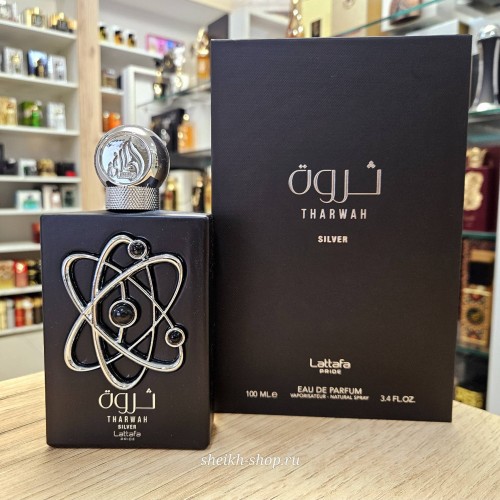 ثروة
THARWAH
SILVER
Lattafa
PRIDE
100 ML.e
EAU DE PARFUM
VAPORISATEUR - NATURAL SPRAY
3.4 FL.OZ.
ثروة
THARWAH
SILVER
Lattafa
PRIDE
sheikh-shop.ru